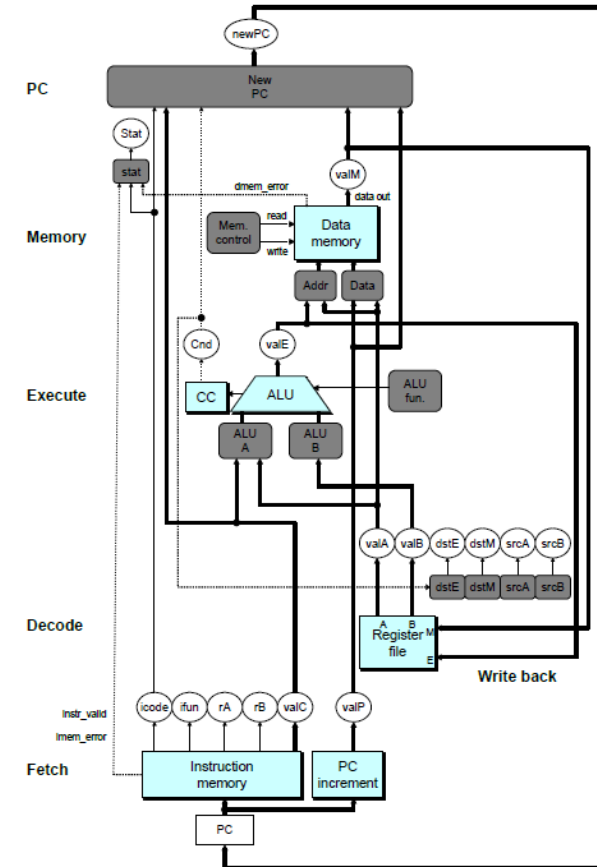 newPC
PC
New
PC
Stat
stat
valM
dmem_error
data out
Memory
Mem.
control
read
write
Data
memory
Addr
Data
Cnd
valE
Execute
CC
ALU
ALU
fun.
ALU
A
ALU
B
valA
valB
dstE
dstM
srcA
srcB
dstE
dstM
srcA
srcB
Decode
A
B
M
Register
file
E
Write back
Instr_valid
icode
ifun
rA
rB
valC
valP
Imem_error
Fetch
Instruction
memory
PC
increment
PC